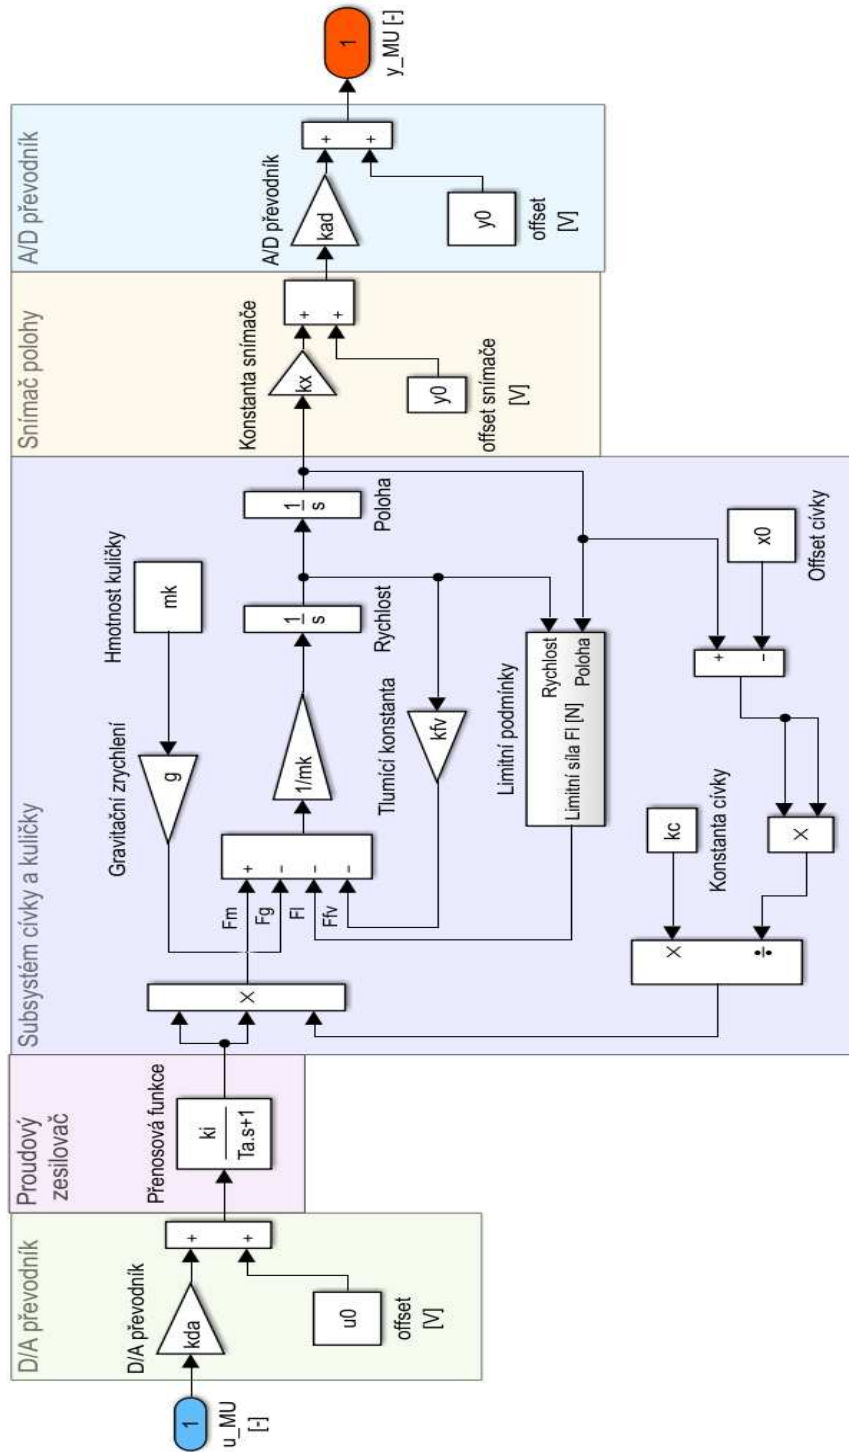 D/A převodník
D/A převodník
1
u_MU
[-]
kda
+
+
u0
offset
[V]
Proudový
zesilovač
Přenosová funkce
ki
Ta.s+1
Subsystém cívky a kuličky
X
Gravitační zrychlení
g
Hmotnost kuličky
mk
Fm
Fg
Fl
Ffv
+
−
−
−
1/mk
1
s
Rychlost
1
s
Poloha
Tlumící konstanta
kfv
Limitní podmínky
Limitní síla Fl [N]
Rychlost
Poloha
Konstanta cívky
kc
X
÷
X
+
−
x0
Offset cívky
Snímač polohy
Konstanta snímače
kx
+
+
y0
offset snímače
[V]
A/D převodník
A/D převodník
kad
+
+
y0
offset
[V]
1
y_MU [-]